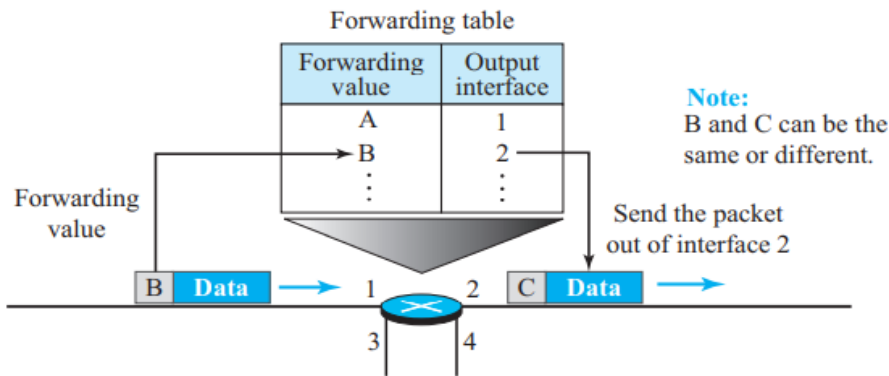 Forwarding table
Forwarding
value
Output
interface
A
1
B
2
⋮
⋮
Note:
B and C can be the
same or different.
Forwarding
value
Send the packet
out of interface 2
B
Data
1
2
C
Data
3
4